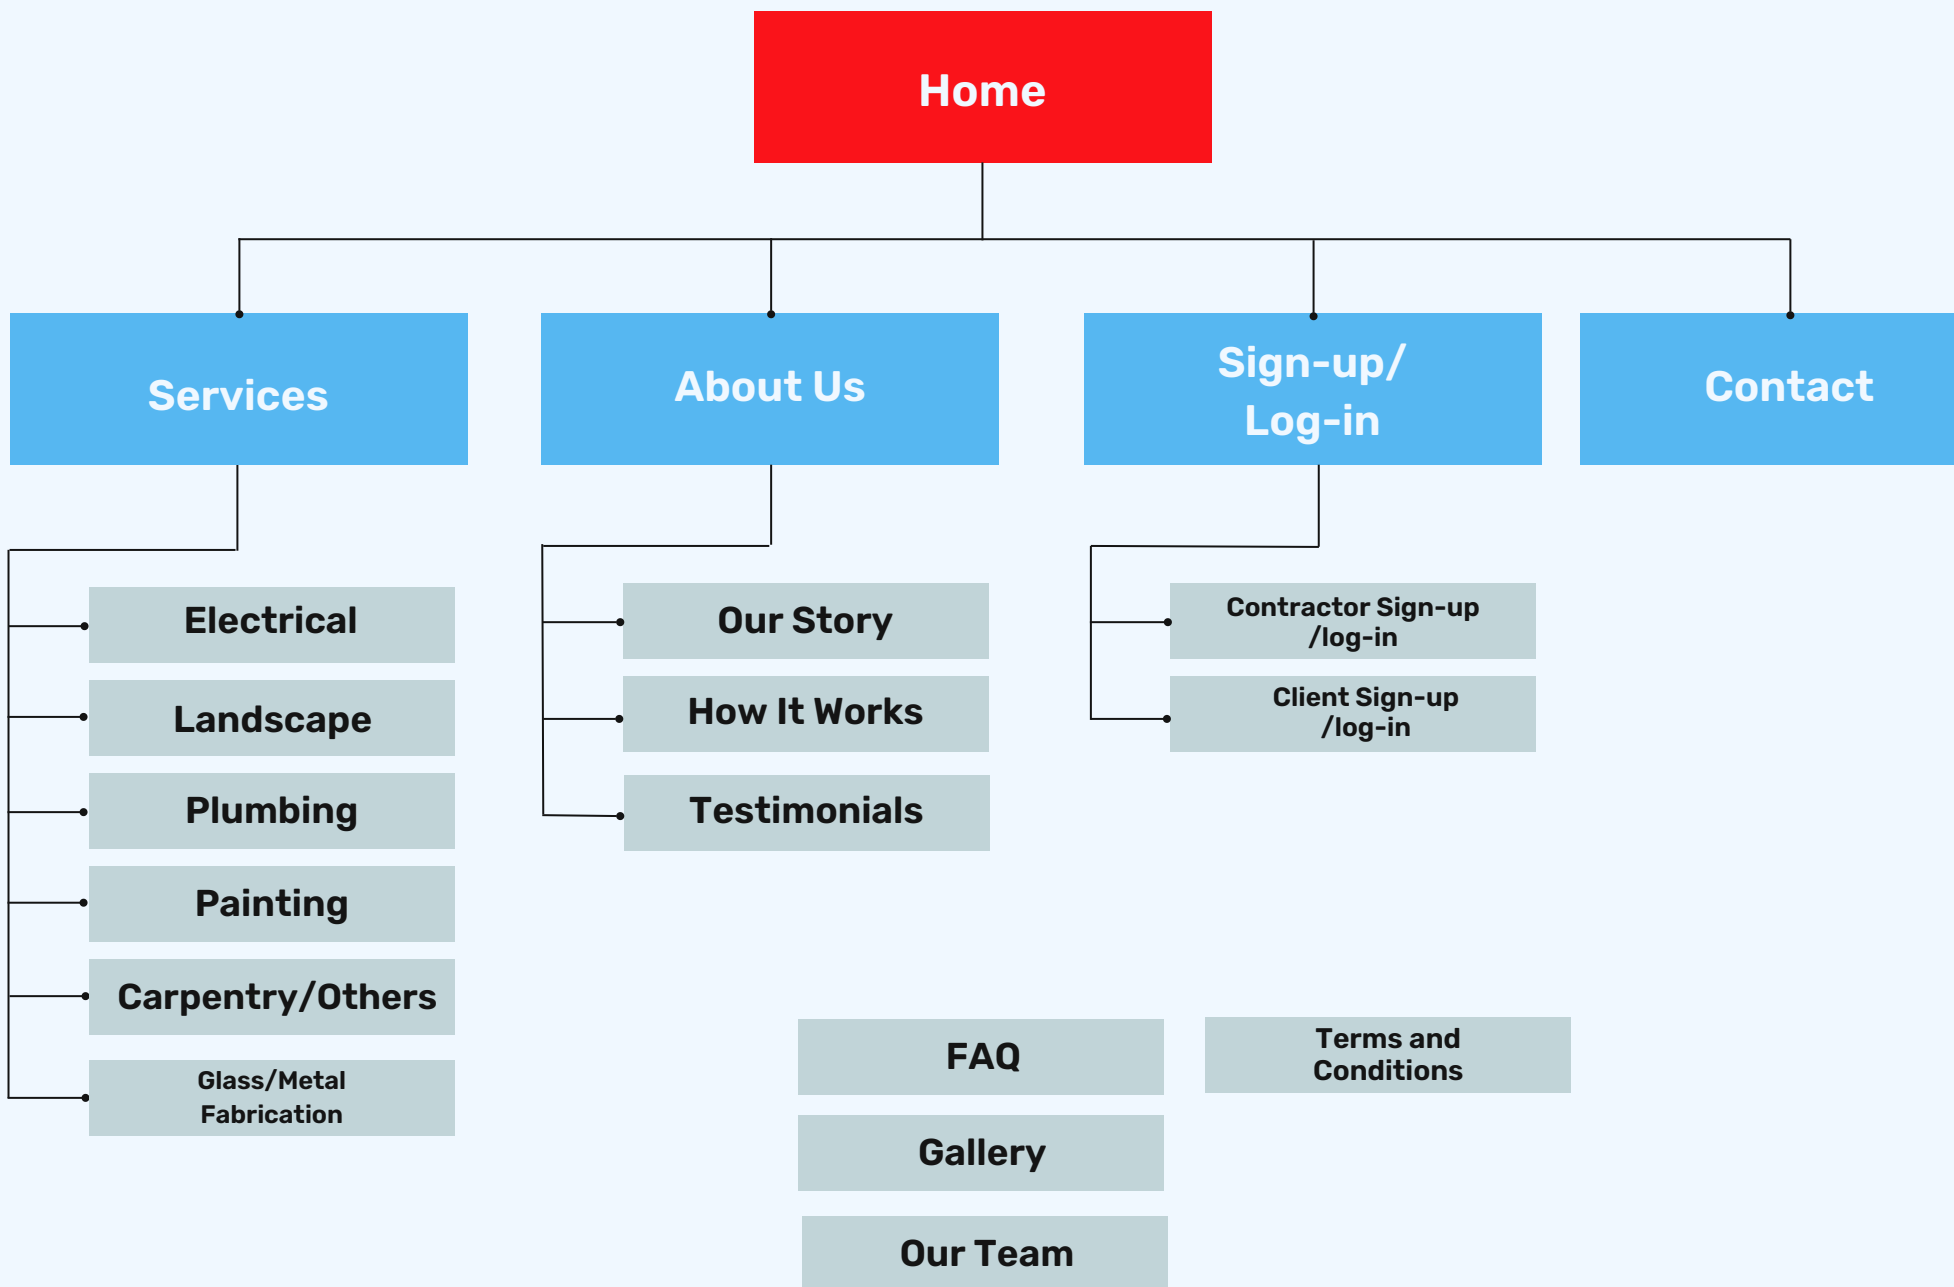 Home
Services
About Us
Sign-up/
Log-in
Contact
Electrical
Landscape
Plumbing
Painting
Carpentry/Others
Glass/Metal
Fabrication
Our Story
How It Works
Testimonials
Contractor Sign-up
/log-in
Client Sign-up
/log-in
FAQ
Gallery
Our Team
Terms and
Conditions